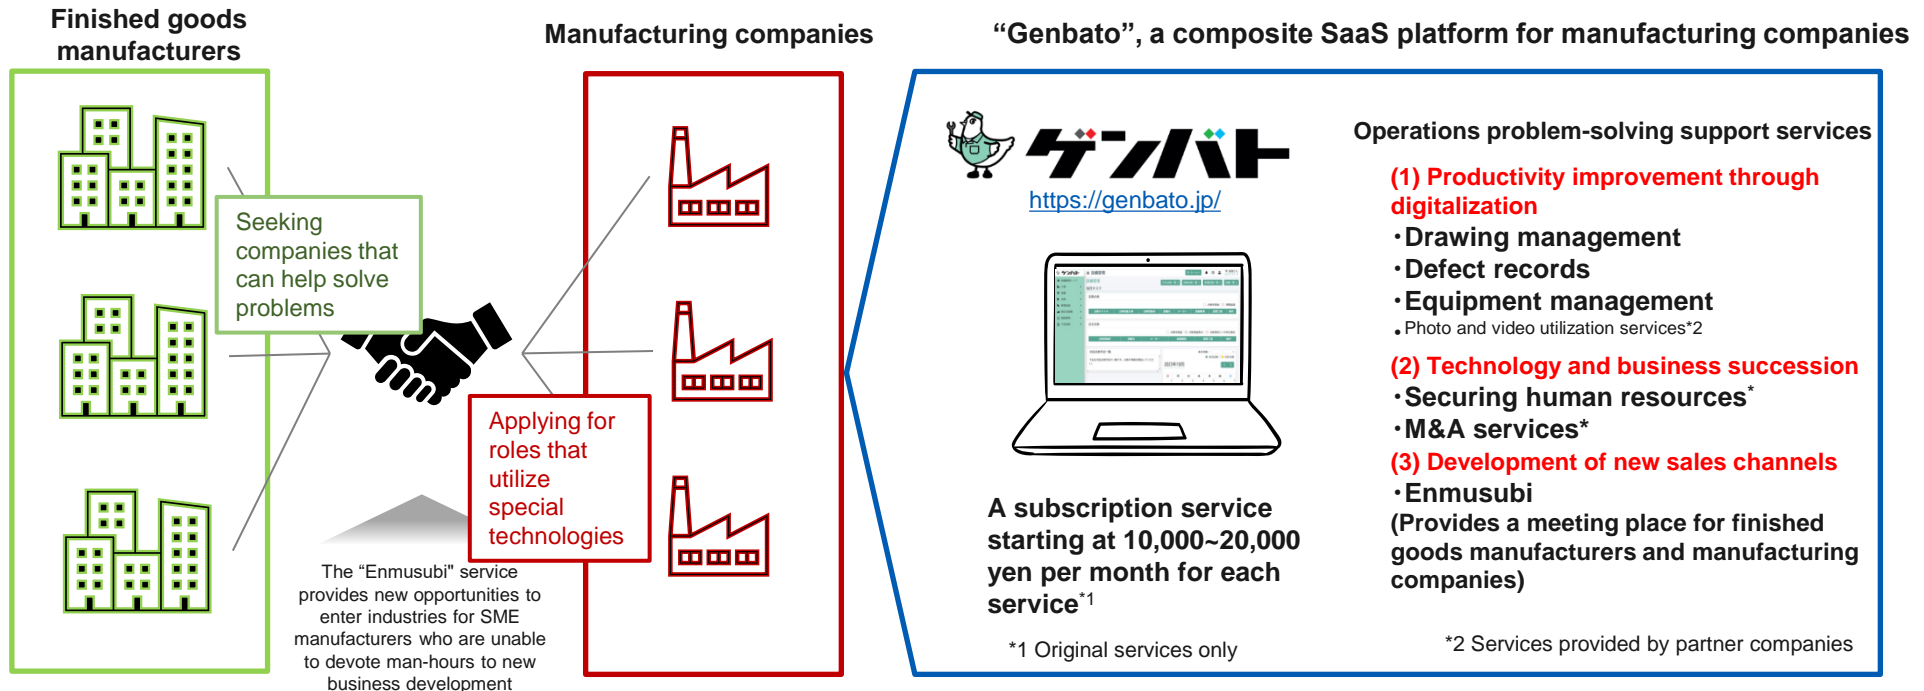 Finished goods
manufacturers
Manufacturing companies
“Genbato”, a composite SaaS platform for manufacturing companies
Seeking
companies that
can help solve
problems
Applying for
roles that
utilize
special
technologies
The “Enmusubi" service
provides new opportunities to
enter industries for SME
manufacturers who are unable
to devote man-hours to new
business development
ゲンバト
https://genbato.jp/
ゲンバト
A subscription service
starting at 10,000~20,000
yen per month for each
service*1
*1 Original services only
Operations problem-solving support services
(1) Productivity improvement through
digitalization
・Drawing management
・Defect records
・Equipment management
・Photo and video utilization services*2
(2) Technology and business succession
・Securing human resources*
・M&A services*
(3) Development of new sales channels
・Enmusubi
(Provides a meeting place for finished
goods manufacturers and manufacturing
companies)
*2 Services provided by partner companies